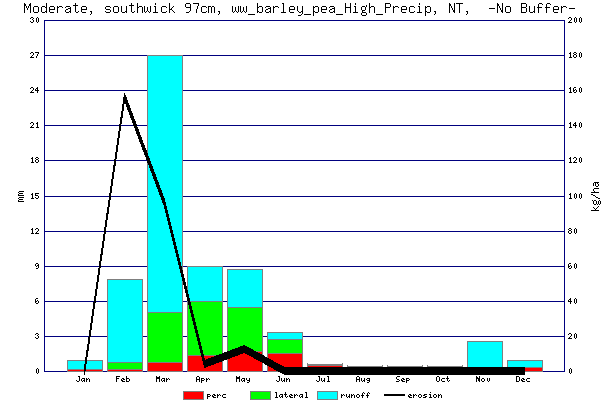 Moderate, southwick 97cm, ww_barley_pea_High_Precip, NT,  -No Buffer-
30 200
27 180
24 160
21 140
18 120
15 100
12 80
9 60
6 40
3 20
0 0
mm
kg/ha
Jan Feb Mar Apr May Jun Jul Aug Sep Oct Nov Dec
perc lateral runoff erosion